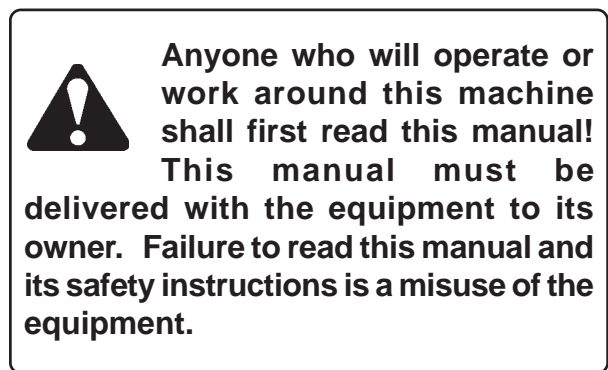 Anyone who will operate or
work around this machine
shall first read this manual!
This manual must be
delivered with the equipment to its
owner. Failure to read this manual and
its safety instructions is a misuse of the
equipment.